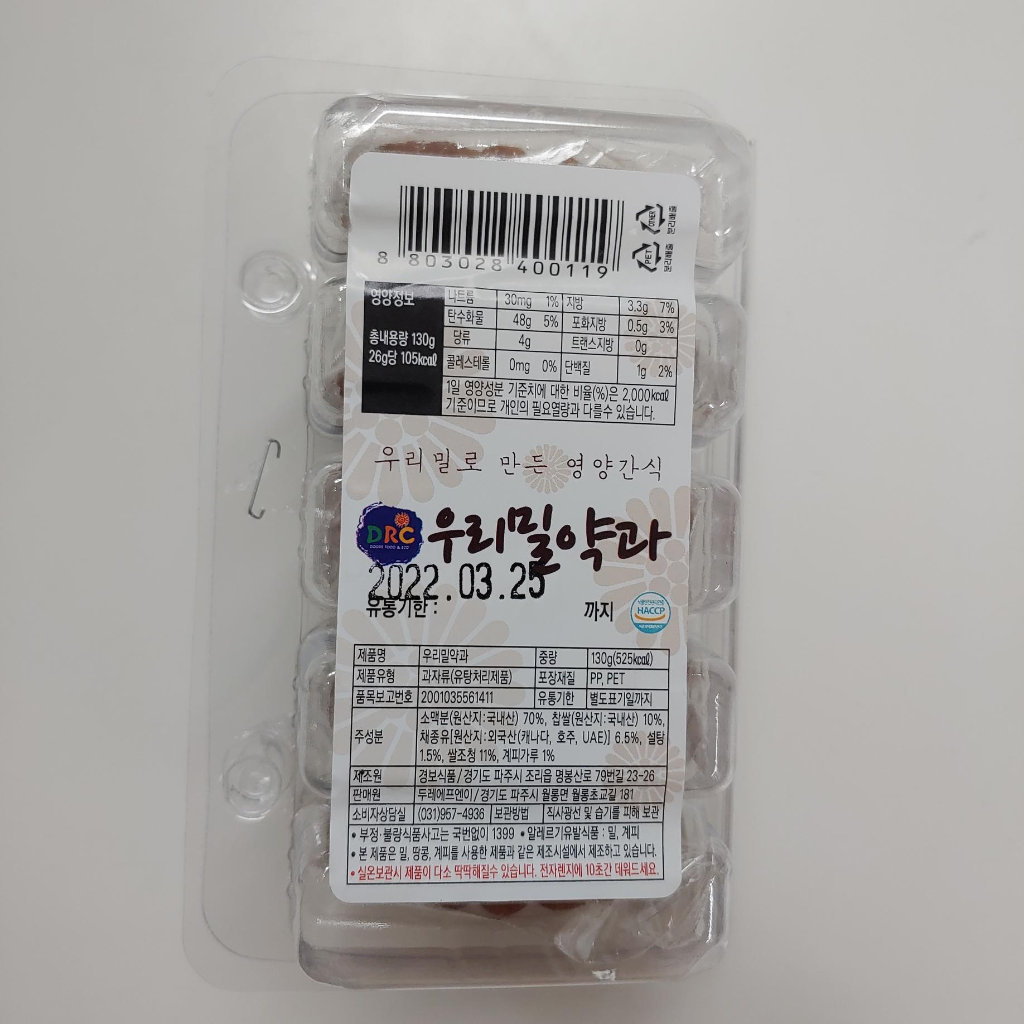 OTHER 분리배출
PET 분리배출
8 803028 400119
영양정보
총내용량 130g
26g당 105kcal
나트륨 30mg 1% 지방 3.3g 7%
탄수화물 48g 5% 포화지방 0.5g 3%
당류 4g 트랜스지방 0g
콜레스테롤 0mg 0% 단백질 1g 2%
1일 영양성분 기준치에 대한 비율(%)은 2,000kcal
기준이므로 개인의 필요열량과 다를수 있습니다.
우리밀로 만든 영양간식
DRC 우리밀약과
2022.03.25
유통기한 : 까지
HACCP
제품명 우리밀약과 중량 130g(525kcal)
제품유형 과자류(유탕처리제품) 포장재질 PP, PET
품목보고번호 2001035561411 유통기한 별도표기일까지
주성분 소맥분(원산지:국내산) 70%, 찹쌀(원산지:국내산) 10%,
채종유[원산지:외국산(캐나다, 호주, UAE)] 6.5%, 설탕
1.5%, 쌀조청 11%, 계피가루 1%
제조원 경보식품/경기도 파주시 조리읍 명봉산로 79번길 23-26
판매원 두레에프엔이/경기도 파주시 월롱면 월롱초교길 181
소비자상담실 (031)957-4936 보관방법 직사광선 및 습기를 피해 보관
• 부정·불량식품사고는 국번없이 1399 • 알레르기유발식품 : 밀, 계피
• 본 제품은 밀, 땅콩, 계피를 사용한 제품과 같은 제조시설에서 제조하고 있습니다.
• 실온보관시 제품이 다소 딱딱해질수 있습니다. 전자렌지에 10초간 데워드세요.